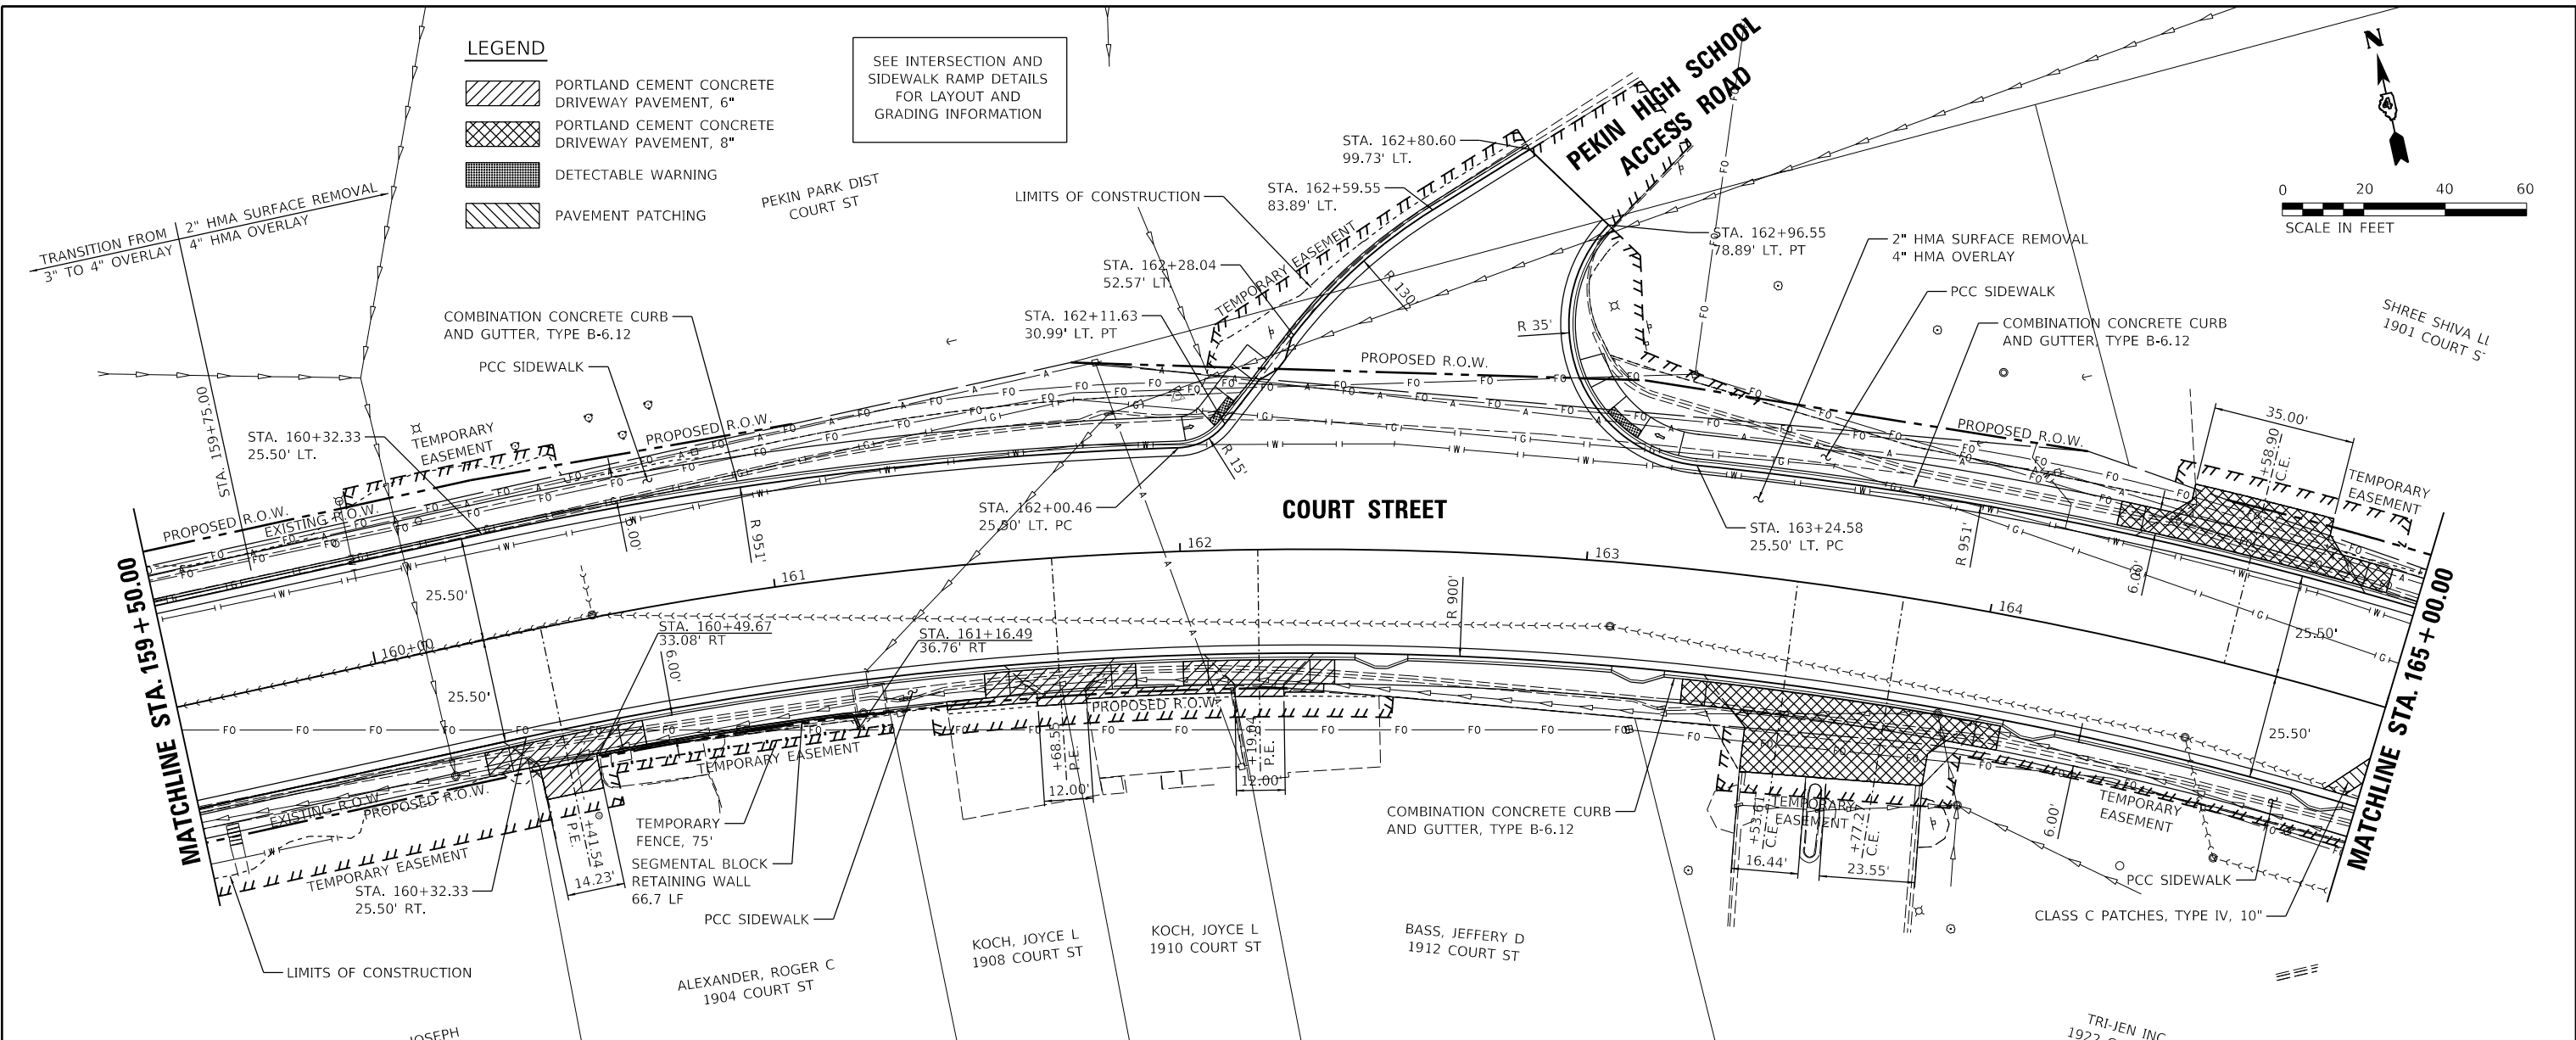 LEGEND
PORTLAND CEMENT CONCRETE
DRIVEWAY PAVEMENT, 6"
PORTLAND CEMENT CONCRETE
DRIVEWAY PAVEMENT, 8"
DETECTABLE WARNING
PAVEMENT PATCHING
SEE INTERSECTION AND
SIDEWALK RAMP DETAILS
FOR LAYOUT AND
GRADING INFORMATION
PEKIN HIGH SCHOOL
ACCESS ROAD
N
4
0 20 40 60
SCALE IN FEET
TRANSITION FROM
3" TO 4" OVERLAY
2" HMA SURFACE REMOVAL
4" HMA OVERLAY
PEKIN PARK DIST
COURT ST
LIMITS OF CONSTRUCTION
STA. 162+80.60
99.73' LT.
STA. 162+59.55
83.89' LT.
STA. 162+28.04
52.57' LT.
STA. 162+11.63
30.99' LT. PT
TEMPORARY EASEMENT
R 130'
R 35'
STA. 162+96.55
78.89' LT. PT
2" HMA SURFACE REMOVAL
4" HMA OVERLAY
PCC SIDEWALK
COMBINATION CONCRETE CURB
AND GUTTER, TYPE B-6.12
SHREE SHIVA
1901 COURT
COMBINATION CONCRETE CURB
AND GUTTER, TYPE B-6.12
PCC SIDEWALK
STA. 159+75.00
STA. 160+32.33
25.50' LT.
TEMPORARY
EASEMENT
PROPOSED R.O.W.
PROPOSED R.O.W.
PROPOSED R.O.W.
35.00'
+58.90
C.E.
TEMPORARY
EASEMENT
PROPOSED R.O.W.
EXISTING R.O.W.
5.00'
R 951'
R 15'
STA. 162+00.46
25.50' LT. PC
COURT STREET
STA. 163+24.58
25.50' LT. PC
R 951'
6.00'
MATCHLINE STA. 159+50.00
160+00
161
162
163
164
25.50'
25.50'
25.50'
25.50'
R 900'
MATCHLINE STA. 165+00.00
STA. 160+49.67
33.08' RT
6.00'
STA. 161+16.49
36.76' RT
PROPOSED R.O.W.
TEMPORARY EASEMENT
EXISTING R.O.W.
PROPOSED R.O.W.
TEMPORARY EASEMENT
+41.54
P.E.
14.23'
TEMPORARY
FENCE, 75'
SEGMENTAL BLOCK
RETAINING WALL
66.7 LF
PCC SIDEWALK
STA. 160+32.33
25.50' RT.
LIMITS OF CONSTRUCTION
+68.55
P.E.
12.00'
P.E.
12.00'
COMBINATION CONCRETE CURB
AND GUTTER, TYPE B-6.12
TEMPORARY
EASEMENT
+53.61
C.E.
16.44'
C.E.
23.55'
6.00'
TEMPORARY
EASEMENT
PCC SIDEWALK
CLASS C PATCHES, TYPE IV, 10"
ALEXANDER, ROGER C
1904 COURT ST
KOCH, JOYCE L
1908 COURT ST
KOCH, JOYCE L
1910 COURT ST
BASS, JEFFERY D
1912 COURT ST
JOSEPH
TRI-JEN INC